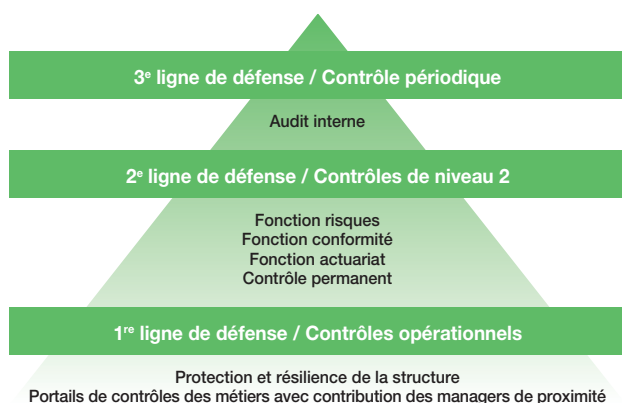 3e ligne de défense / Contrôle périodique
Audit interne
2e ligne de défense / Contrôles de niveau 2
Fonction risques
Fonction conformité
Fonction actuariat
Contrôle permanent
1re ligne de défense / Contrôles opérationnels
Protection et résilience de la structure
Portails de contrôles des métiers avec contribution des managers de proximité